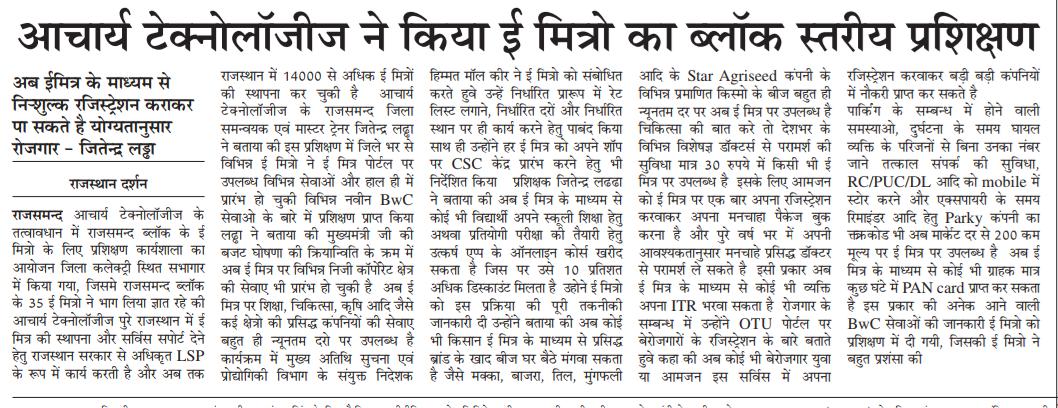 आचार्य टेक्नोलॉजीज ने किया ई मित्रो का ब्लॉक स्तरीय प्रशिक्षण
अब ईमित्र के माध्यम से
निःशुल्क रजिस्ट्रेशन कराकर
पा सकते है योग्यतानुसार
रोजगार – जितेन्द्र लढ्ढा
राजस्थान दर्शन
राजसमन्द आचार्य टेक्नोलॉजीज के
तत्वावधान में राजसमन्द ब्लॉक के ई
मित्रो के लिए प्रशिक्षण कार्यशाला का
आयोजन जिला कलेक्ट्री स्थित सभागार
में किया गया, जिसमे राजसमन्द ब्लॉक
के 35 ई मित्रो ने भाग लिया ज्ञात रहे की
आचार्य टेक्नोलॉजीज पुरे राजस्थान में ई
मित्र की स्थापना और सर्विस सपोर्ट देने
हेतु राजस्थान सरकार से अधिकृत LSP
के रूप में कार्य करती है और अब तक
राजस्थान में 14000 से अधिक ई मित्रों
की स्थापना कर चुकी है आचार्य
टेक्नोलॉजीज के राजसमन्द जिला
समन्वयक एवं मास्टर ट्रेनर जितेन्द्र लढ्ढा
ने बताया की इस प्रशिक्षण में जिले भर से
विभिन्न ई मित्रो ने ई मित्र पोर्टल पर
उपलब्ध विभिन्न सेवाओं और हाल ही में
प्रारंभ हो चुकी विभिन्न नवीन BwC
सेवाओ के बारे में प्रशिक्षण प्राप्त किया
लढ्ढा ने बताया की मुख्यमंत्री जी की
बजट घोषणा की क्रियान्विति के क्रम में
अब ई मित्र पर विभिन्न निजी कॉर्पोरेट क्षेत्र
की सेवाए भी प्रारंभ हो चुकी है अब ई
मित्र पर शिक्षा, चिकित्सा, कृषि आदि जैसे
कई क्षेत्रो की प्रसिद्ध कंपनियों की सेवाए
बहुत ही न्यूनतम दरो पर उपलब्ध है
कार्यक्रम में मुख्य अतिथि सुचना एवं
प्रोद्योगिकी विभाग के संयुक्त निदेशक
हिम्मत मॉल कीर ने ई मित्रो को संबोधित
करते हुवे उन्हें निर्धारित प्रारूप में रेट
लिस्ट लगाने, निर्धारित दरों और निर्धारित
स्थान पर ही कार्य करने हेतु पाबंद किया
साथ ही उन्होंने हर ई मित्र को अपने शॉप
पर CSC केंद्र प्रारंभ करने हेतु भी
निर्देशित किया प्रशिक्षक जितेन्द्र लढढा
ने बताया की अब ई मित्र के माध्यम से
कोई भी विद्यार्थी अपने स्कूली शिक्षा हेतु
अथवा प्रतियोगी परीक्षा की तैयारी हेतु
उत्कर्ष एप्प के ऑनलाइन कोर्स खरीद
सकता है जिस पर उसे 10 प्रतिशत
अधिक डिस्काउंट मिलता है उहोने ई मित्रो
को इस प्रक्रिया की पूरी तकनीकी
जानकारी दी उन्होंने बताया की अब कोई
भी किसान ई मित्र के माध्यम से प्रसिद्ध
ब्रांड के खाद बीज घर बैठे मंगवा सकता
है जैसे मक्का, बाजरा, तिल, मुंगफली
आदि के Star Agriseed कंपनी के
विभिन्न प्रमाणित किस्मो के बीज बहुत ही
न्यूनतम दर पर अब ई मित्र पर उपलब्ध है
चिकित्सा की बात करे तो देशभर के
विभिन्न विशेषज्ञ डॉक्टर्स से परामर्श की
सुविधा मात्र 30 रुपये में किसी भी ई
मित्र पर उपलब्ध है इसके लिए आमजन
को ई मित्र पर एक बार अपना रजिस्ट्रेशन
करवाकर अपना मनचाहा पैकेज बुक
करना है और पुरे वर्ष भर में अपनी
आवश्यकतानुसार मनचाहे प्रसिद्ध डॉक्टर
से परामर्श ले सकते है इसी प्रकार अब
ई मित्र के माध्यम से कोई भी व्यक्ति
अपना ITR भरवा सकता है रोजगार के
सम्बन्ध में उन्होंने OTU पोर्टल पर
बेरोजगारों के रजिस्ट्रेशन के बारे बताते
हुवे कहा की अब कोई भी बेरोजगार युवा
या आमजन इस सर्विस में अपना
रजिस्ट्रेशन करवाकर बड़ी बड़ी कंपनियों
में नौकरी प्राप्त कर सकते है
पार्किंग के सम्बन्ध में होने वाली
समस्याओ, दुर्घटना के समय घायल
व्यक्ति के परिजनों से बिना उनका नंबर
जाने तत्काल संपर्क की सुविधा,
RC/PUC/DL आदि को mobile में
स्टोर करने और एक्सपायरी के समय
रिमाइंडर आदि हेतु Parky कंपनी का
क्त्रकोड भी अब मार्केट दर से 200 कम
मूल्य पर ई मित्र पर उपलब्ध है अब ई
मित्र के माध्यम से कोई भी ग्राहक मात्र
कुछ घंटे में PAN card प्राप्त कर सकता
है इस प्रकार की अनेक आने वाली
BwC सेवाओं की जानकारी ई मित्रो को
प्रशिक्षण में दी गयी, जिसकी ई मित्रो ने
बहुत प्रशंसा की